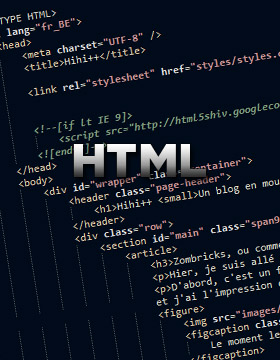 TYPE HTML>
lang="fr_BE">
head>
<meta charset="UTF-8" />
<title>Hihi++</title>
<link rel="stylesheet" href="styles/styles.c
<!--[if lt IE 9]>
<script src="http://html5shiv.googleco
<![end
</head>
HTML
<body>
<div id="wrapper" container">
<header class="page-header">
<h1>Hihi++ <small>Un blog en mou
</header>
<div class="row">
<section id="main" class="span9
<article>
<h3>Zombricks, ou comme
<p>Hier, je suis allé
<p>D'abord, c'est un f
et j'ai l'impression
<figure>
<img src="images/
<figcaption class
Le moment le
</figcaption>